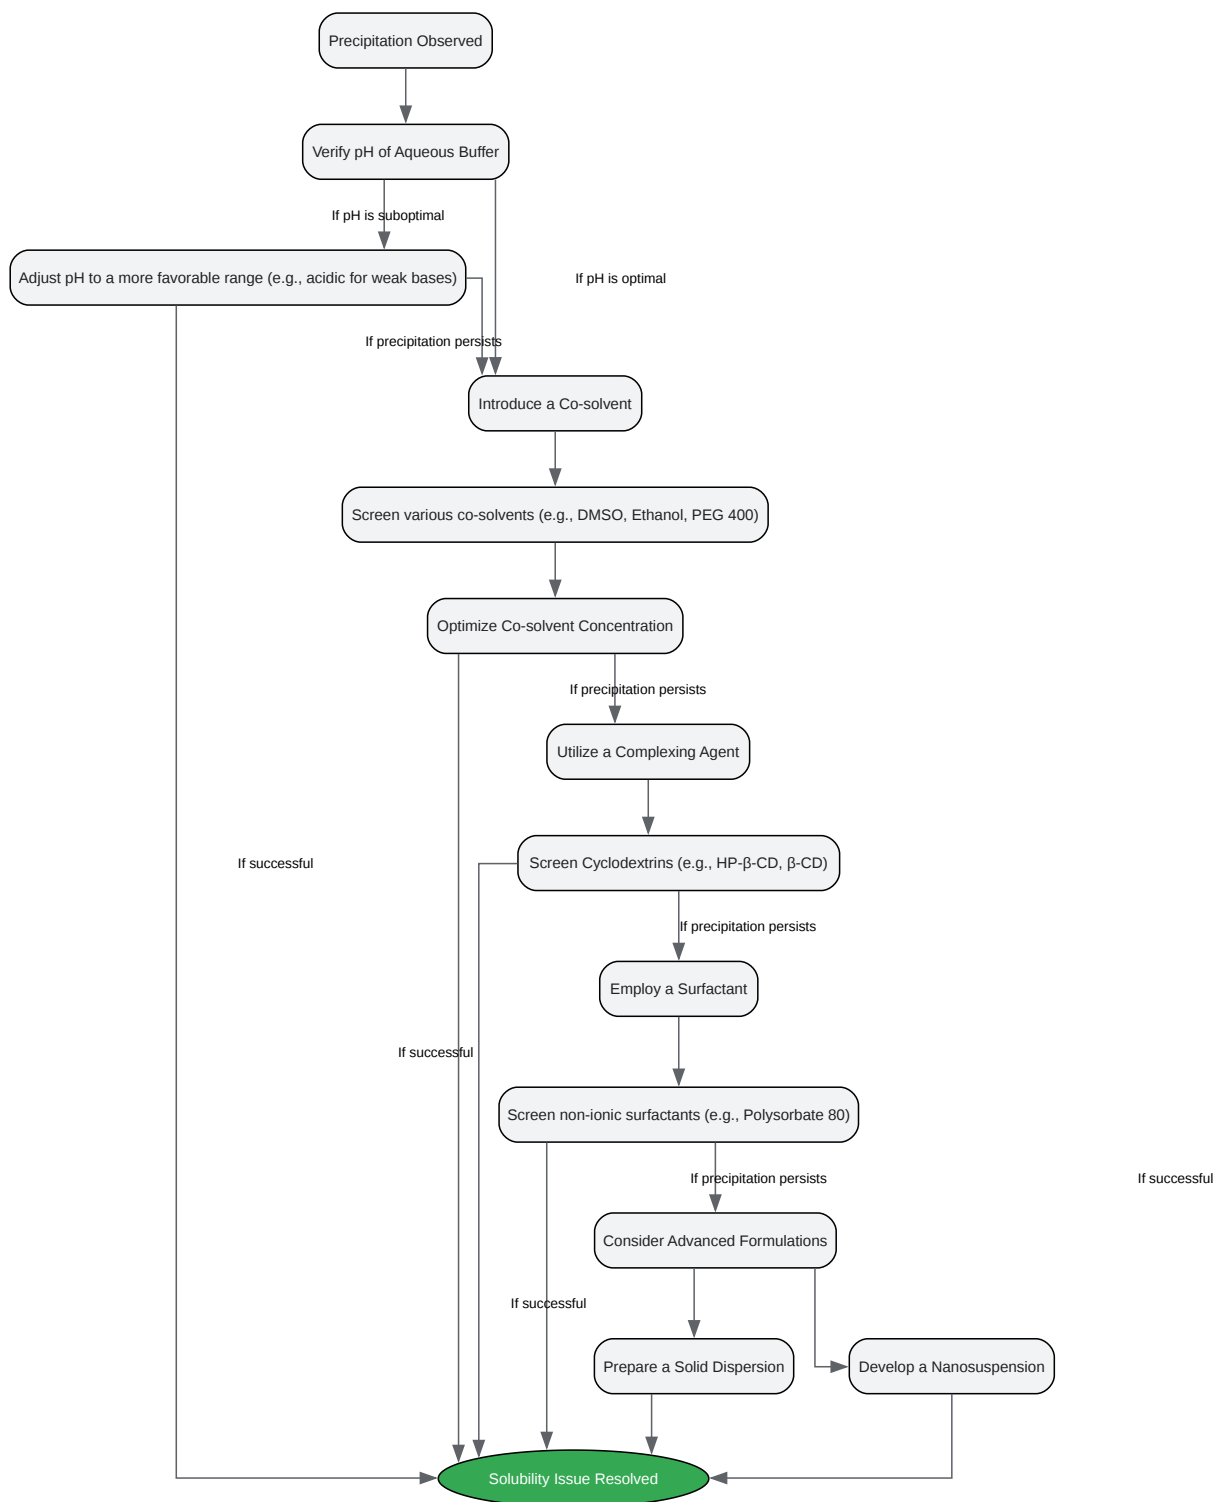 Precipitation Observed
Verify pH of Aqueous Buffer
If pH is suboptimal
Adjust pH to a more favorable range (e.g., acidic for weak bases)
If pH is optimal
If precipitation persists
Introduce a Co-solvent
Screen various co-solvents (e.g., DMSO, Ethanol, PEG 400)
Optimize Co-solvent Concentration
If precipitation persists
Utilize a Complexing Agent
If successful
Screen Cyclodextrins (e.g., HP-β-CD, β-CD)
If precipitation persists
Employ a Surfactant
If successful
Screen non-ionic surfactants (e.g., Polysorbate 80)
If precipitation persists
If successful
Consider Advanced Formulations
If successful
Prepare a Solid Dispersion
Develop a Nanosuspension
Solubility Issue Resolved